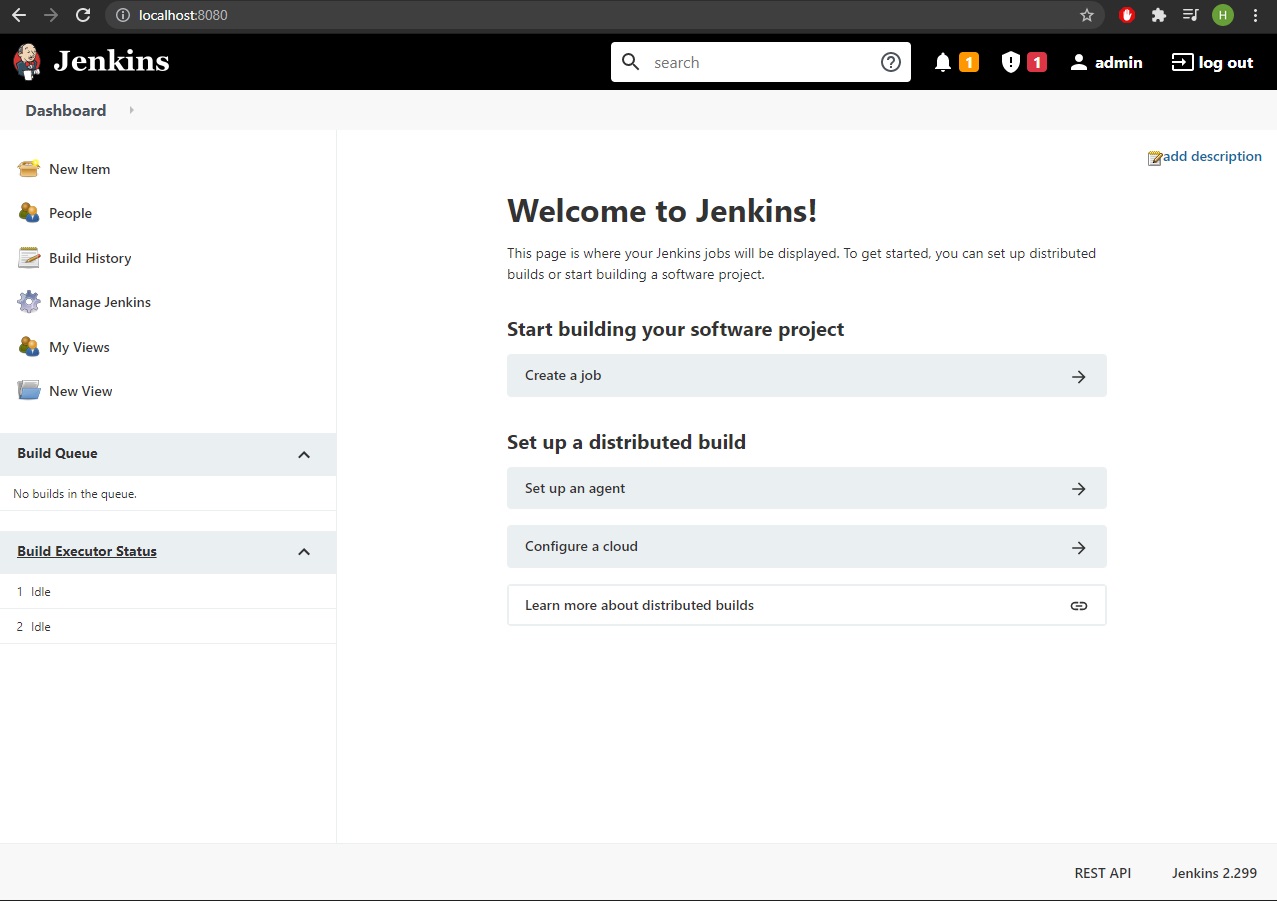 localhost:8080
H
Jenkins
search
1
1
admin
log out
Dashboard
New Item
People
Build History
Manage Jenkins
My Views
New View
Build Queue
No builds in the queue.
Build Executor Status
1 Idle
2 Idle
add description
Welcome to Jenkins!
This page is where your Jenkins jobs will be displayed. To get started, you can set up distributed
builds or start building a software project.
Start building your software project
Create a job
Set up a distributed build
Set up an agent
Configure a cloud
Learn more about distributed builds
REST API
Jenkins 2.299